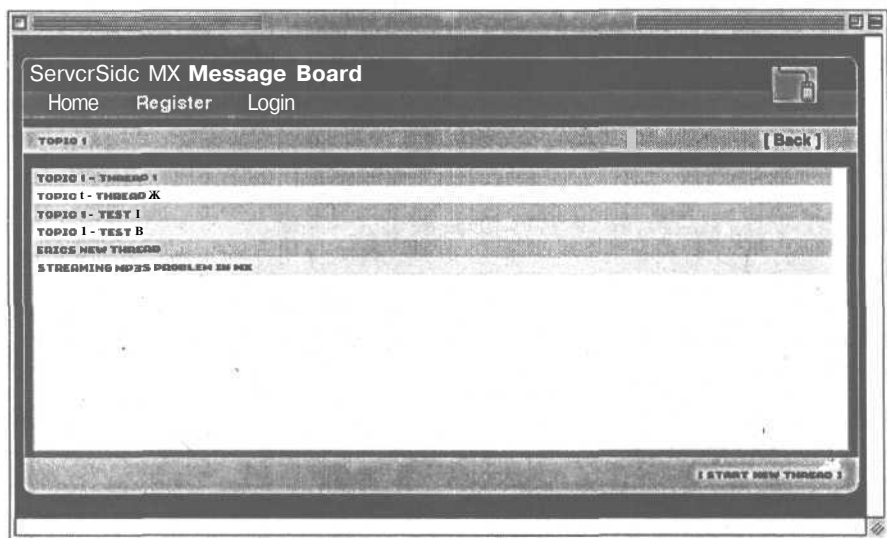 ServcrSidc MX Message Board
Home Register Login
TOPIC 1
[ Back ]
TOPIC 1 - THREAD 1
TOPIC t - THREAD Ж
TOPIC 1 - TEST I
TOPIC 1 - TEST B
ERICS NEW THREAD
STREAMING MP3S PROBLEM IN MX
[ START NEW THREAD ]